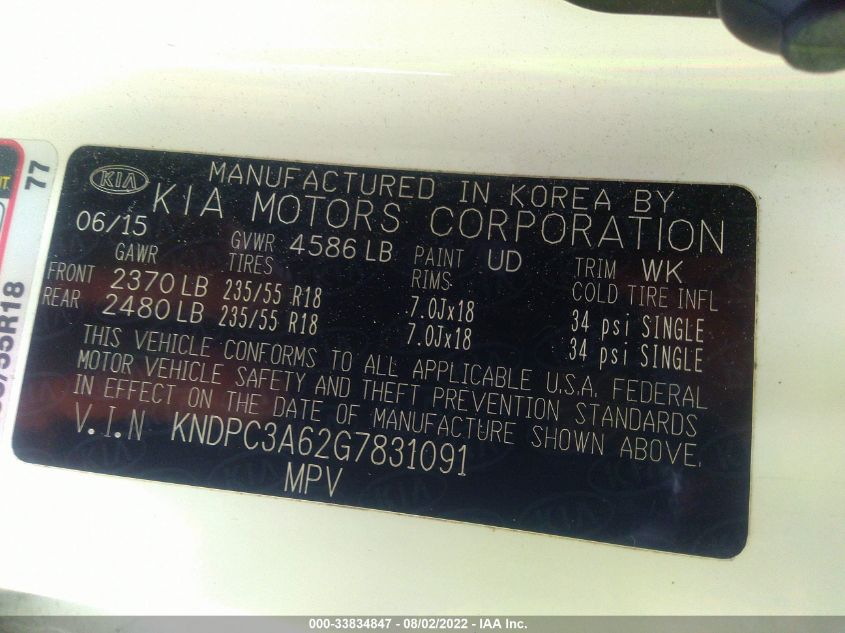 KIA
MANUFACTURED IN KOREA BY
KIA MOTORS CORPORATION
06/15
GAWR GVWR 4586 LB PAINT UD TRIM WK
TIRES RIMS COLD TIRE INFL
FRONT 2370 LB 235/55 R18 7.0Jx18 34 psi SINGLE
REAR 2480 LB 235/55 R18 7.0Jx18 34 psi SINGLE
THIS VEHICLE CONFORMS TO ALL APPLICABLE U.S.A. FEDERAL
MOTOR VEHICLE SAFETY AND THEFT PREVENTION STANDARDS
IN EFFECT ON THE DATE OF MANUFACTURE SHOWN ABOVE.
V.I.N KNDPC3A62G7831091
MPV
77
000-33834847 - 08/02/2022 - IAA Inc.